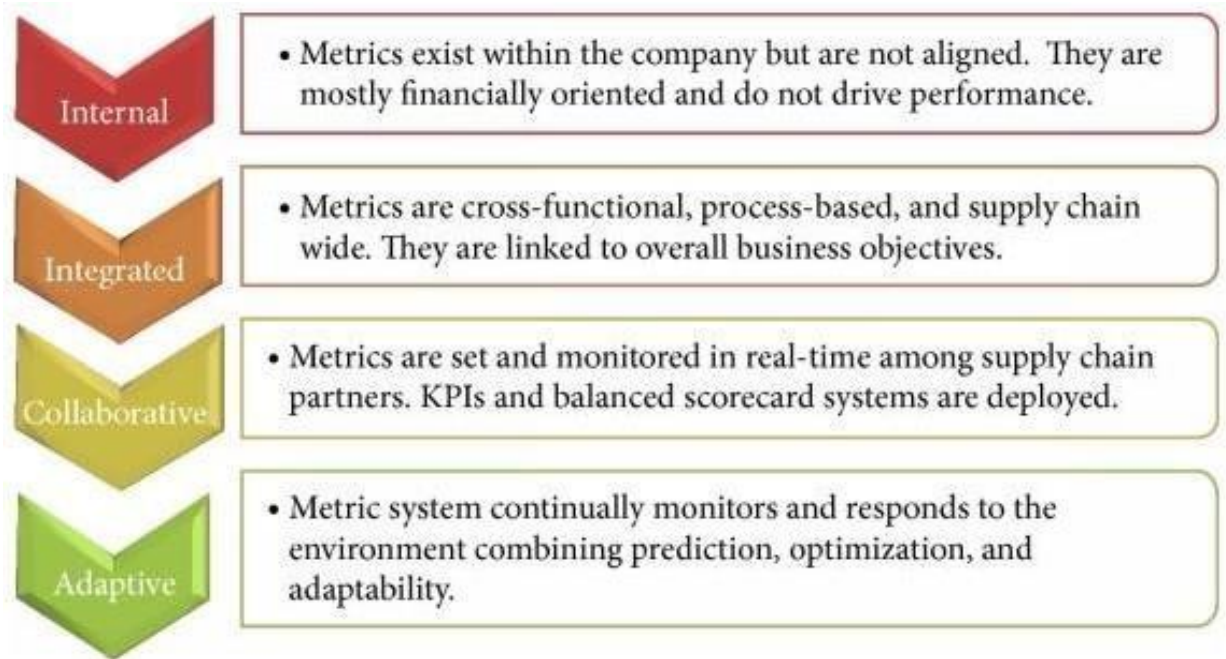 Internal
• Metrics exist within the company but are not aligned. They are
mostly financially oriented and do not drive performance.
Integrated
• Metrics are cross-functional, process-based, and supply chain
wide. They are linked to overall business objectives.
Collaborative
• Metrics are set and monitored in real-time among supply chain
partners. KPIs and balanced scorecard systems are deployed.
Adaptive
• Metric system continually monitors and responds to the
environment combining prediction, optimization, and
adaptability.